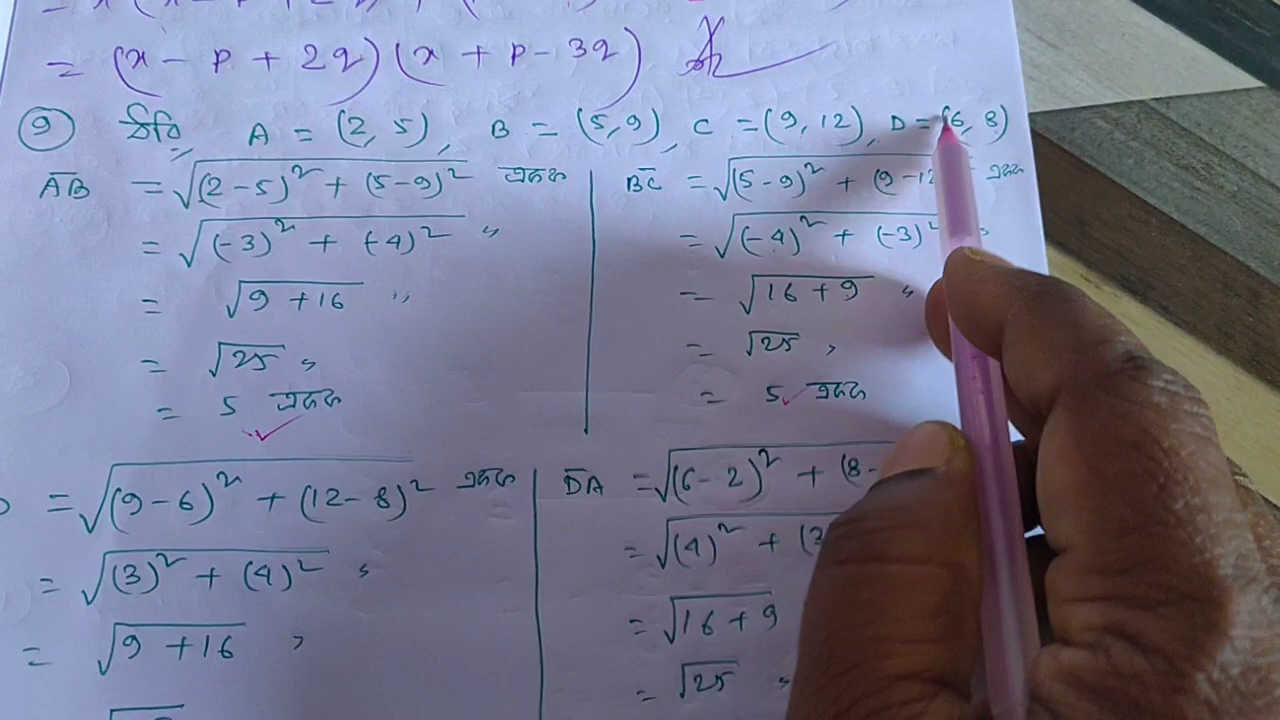 = (x - p + 2q)(x + p - 3q)
9 ধরি, A = (2, 5), B = (5, 9), C = (9, 12), D = (6, 8)
AB = √(2-5)² + (5-9)² একক
= √(-3)² + (-4)² "
= √9 + 16 "
= √25 "
= 5 একক
BC = √(5-9)² + (9-12 একক
= √(-4)² + (-3)²
= √16 + 9 "
= √25 "
= 5 একক
= √(9-6)² + (12-8)² একক
= √(3)² + (4)² "
= √9 + 16 "
DA = √(6-2)² + (8-
= √(4)² + (3
= √16 + 9
= √25 "